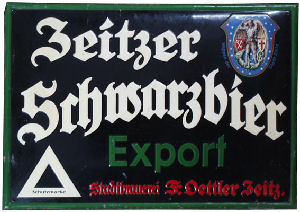 Zeitzer
Schwarzbier
Export
Schutzmarke
Stadtbrauerei F. Oettler Zeitz.